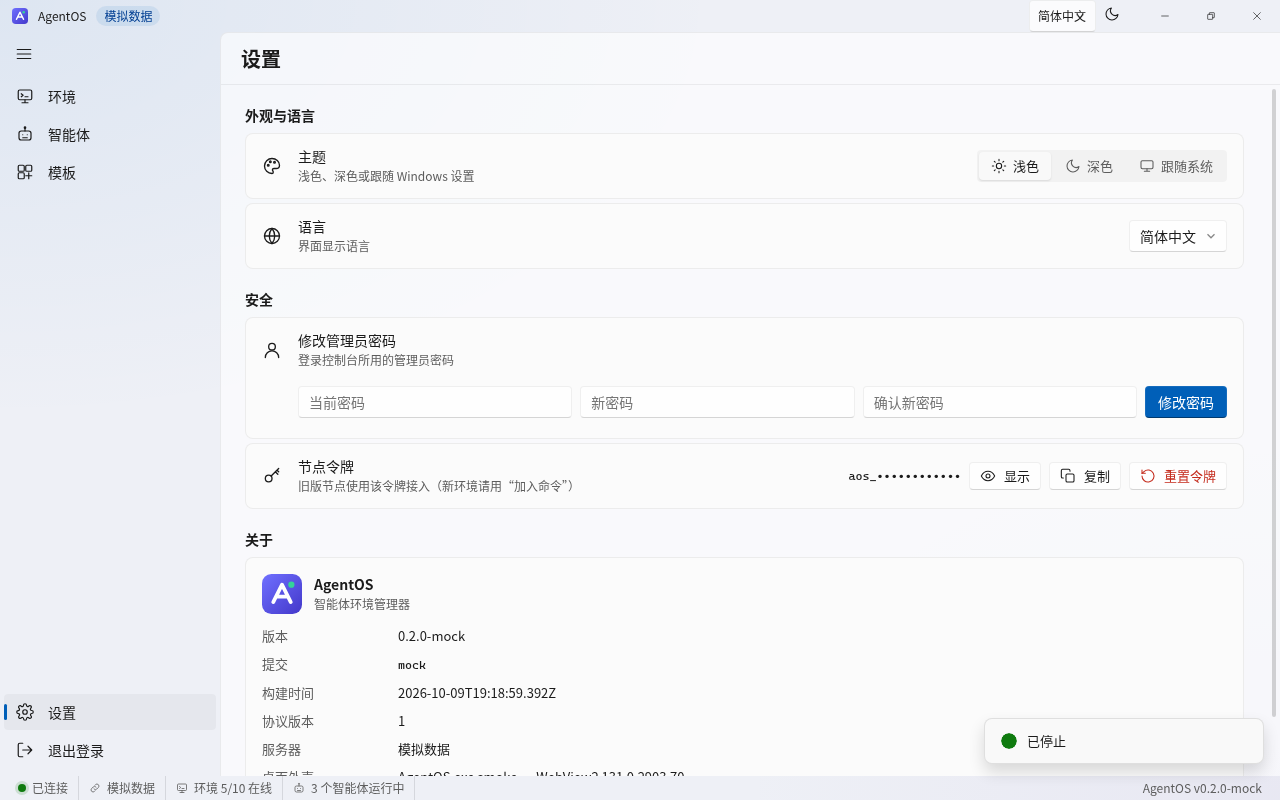 AgentOS 模拟数据 简体中文
环境
智能体
模板
设置
退出登录
设置
外观与语言
主题
浅色、深色或跟随 Windows 设置
浅色 深色 跟随系统
语言
界面显示语言
简体中文
安全
修改管理员密码
登录控制台所用的管理员密码
当前密码 新密码 确认新密码 修改密码
节点令牌
旧版节点使用该令牌接入（新环境请用“加入命令”）
aos_•••••••••••• 显示 复制 重置令牌
关于
AgentOS
智能体环境管理器
版本 0.2.0-mock
提交 mock
构建时间 2026-10-09T19:18:59.392Z
协议版本 1
服务器 模拟数据
已停止
已连接 模拟数据 环境 5/10 在线 3 个智能体运行中 AgentOS v0.2.0-mock